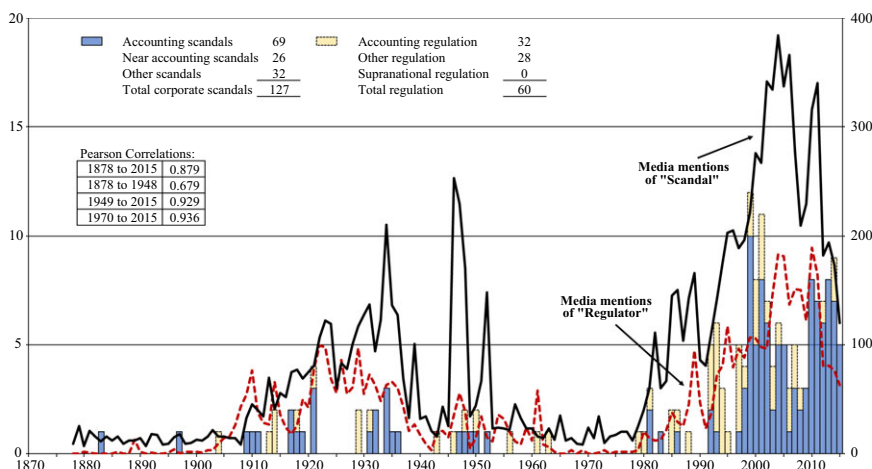 20 400
Accounting scandals 69 Accounting regulation 32
Near accounting scandals 26 Other regulation 28
Other scandals 32 Supranational regulation 0
Total corporate scandals 127 Total regulation 60
15 300
Pearson Correlations:
1878 to 2015 0.879
1878 to 1948 0.679
1949 to 2015 0.929
1970 to 2015 0.936
Media mentions
of "Scandal"
10 200
Media mentions
of "Regulator"
5 100
0 0
1870 1880 1890 1900 1910 1920 1930 1940 1950 1960 1970 1980 1990 2000 2010